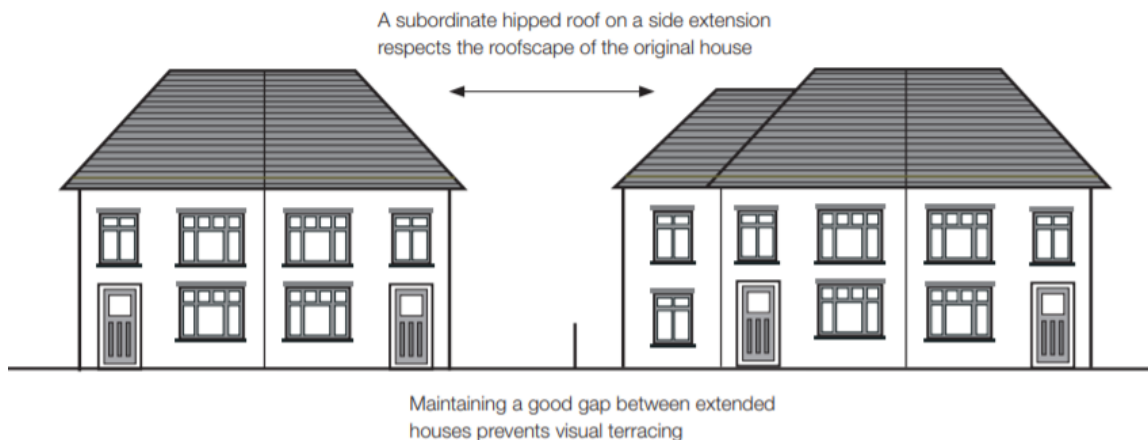 A subordinate hipped roof on a side extension
respects the roofscape of the original house
Maintaining a good gap between extended
houses prevents visual terracing